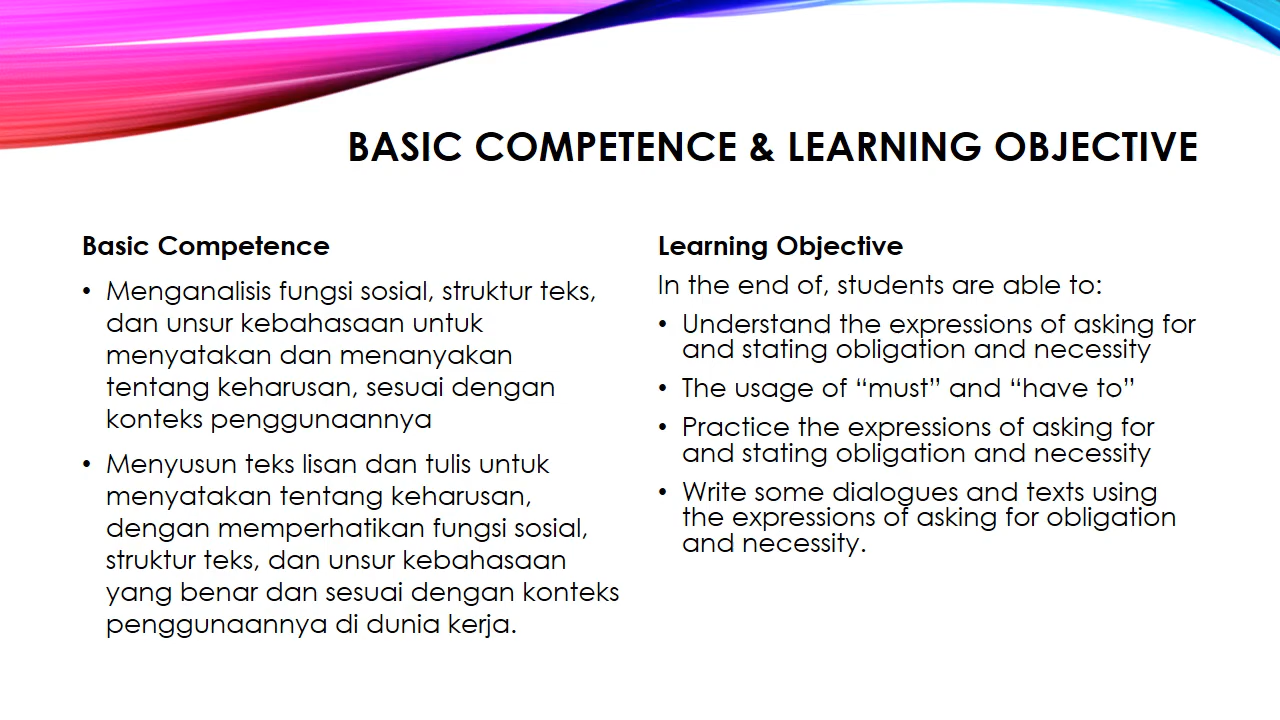 BASIC COMPETENCE & LEARNING OBJECTIVE
Basic Competence
• Menganalisis fungsi sosial, struktur teks,
dan unsur kebahasaan untuk
menyatakan dan menanyakan
tentang keharusan, sesuai dengan
konteks penggunaannya
• Menyusun teks lisan dan tulis untuk
menyatakan tentang keharusan,
dengan memperhatikan fungsi sosial,
struktur teks, dan unsur kebahasaan
yang benar dan sesuai dengan konteks
penggunaannya di dunia kerja.
Learning Objective
In the end of, students are able to:
• Understand the expressions of asking for
and stating obligation and necessity
• The usage of “must” and “have to”
• Practice the expressions of asking for
and stating obligation and necessity
• Write some dialogues and texts using
the expressions of asking for obligation
and necessity.